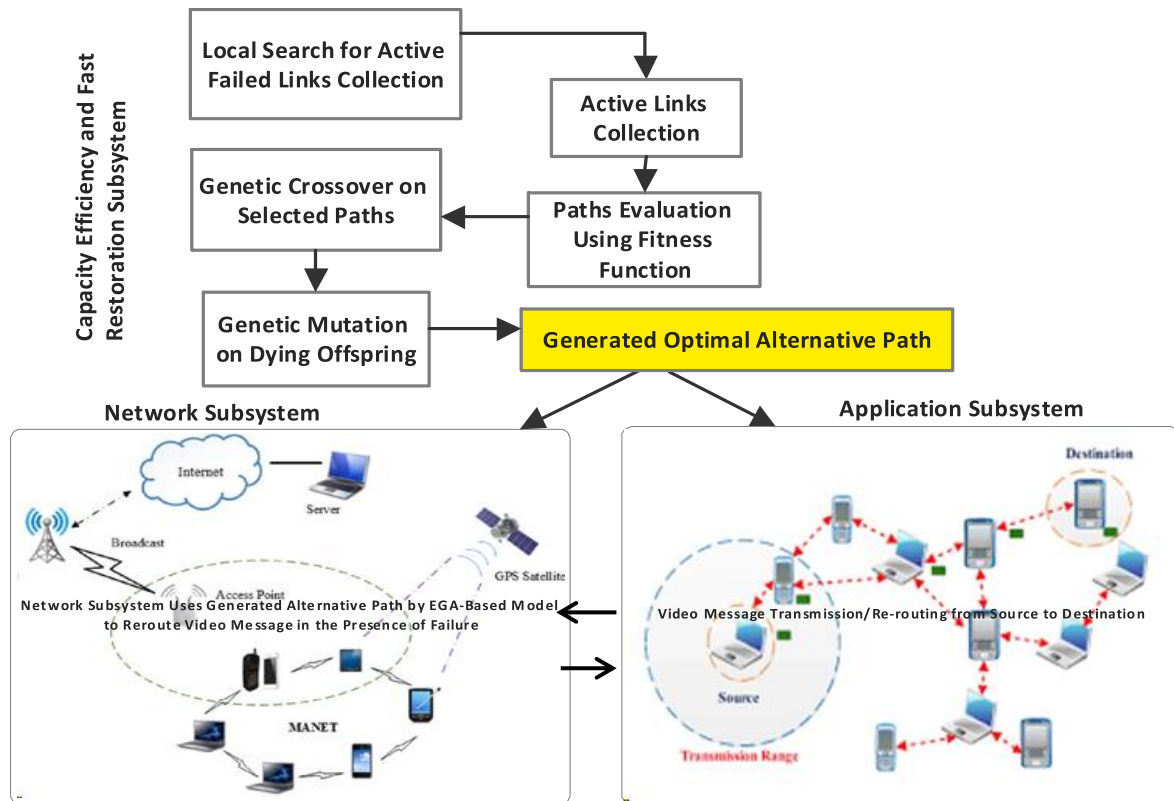 Capacity Efficiency and Fast
Restoration Subsystem
Local Search for Active
Failed Links Collection
Active Links
Collection
Genetic Crossover on
Selected Paths
Paths Evaluation
Using Fitness
Function
Genetic Mutation
on Dying Offspring
Generated Optimal Alternative Path
Network Subsystem
Internet
Server
Broadcast
GPS Satellite
Access Point
Network Subsystem Uses Generated Alternative Path by EGA-Based Model
to Reroute Video Message in the Presence of Failure
MANET
Application Subsystem
Destination
Video Message Transmission/Re-routing from Source to Destination
Source
Transmission Range